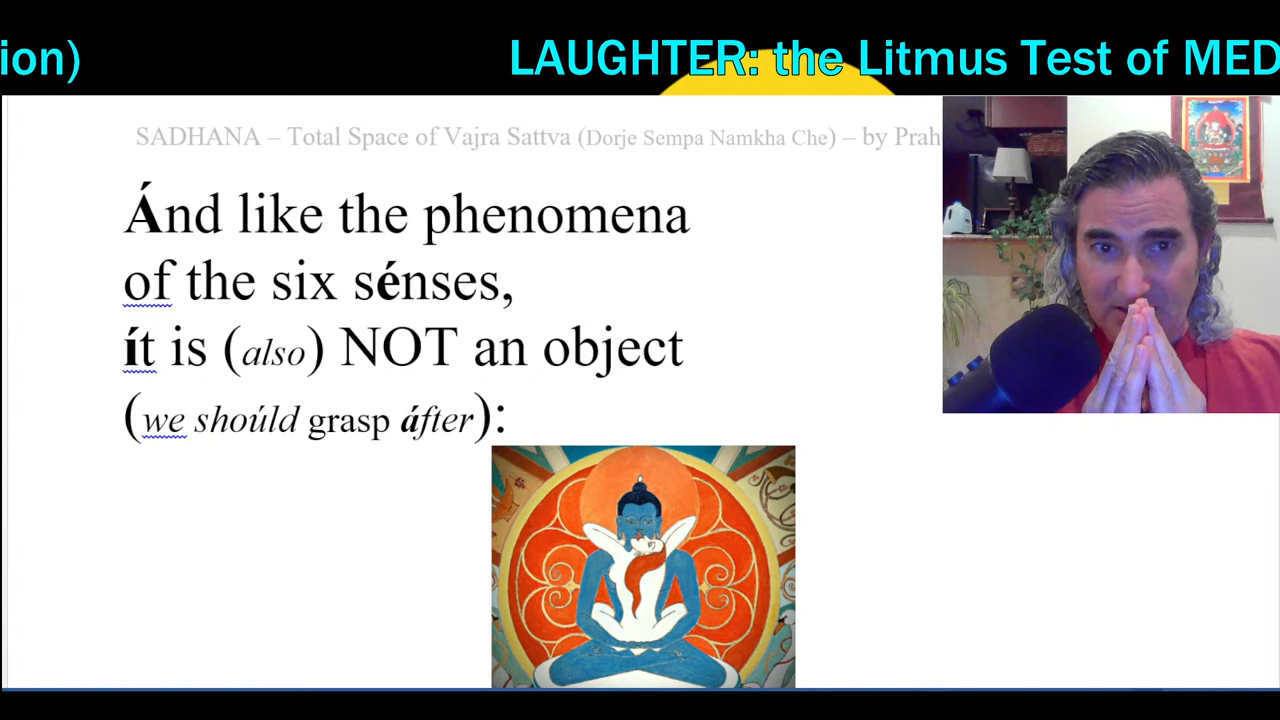 ion) LAUGHTER: the Litmus Test of MED
SADHANA – Total Space of Vajra Sattva (Dorje Sempa Namkha Che) – by Prah
Ánd like the phenomena
of the six sénses,
ít is (also) NOT an object
(we shoúld grasp áfter):